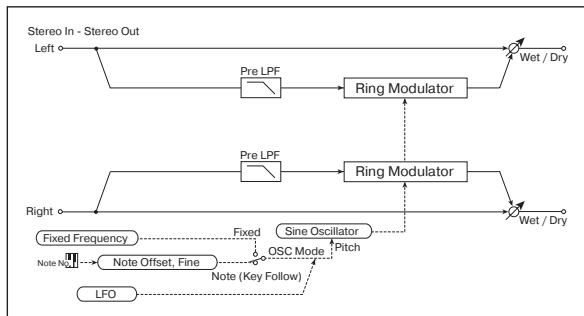 Stereo In - Stereo Out
Left
Wet / Dry
Pre LPF
Ring Modulator
Pre LPF
Ring Modulator
Right
Wet / Dry
Fixed Frequency
Fixed
Sine Oscillator
OSC Mode
Pitch
Note No.
Note Offset, Fine
Note (Key Follow)
LFO